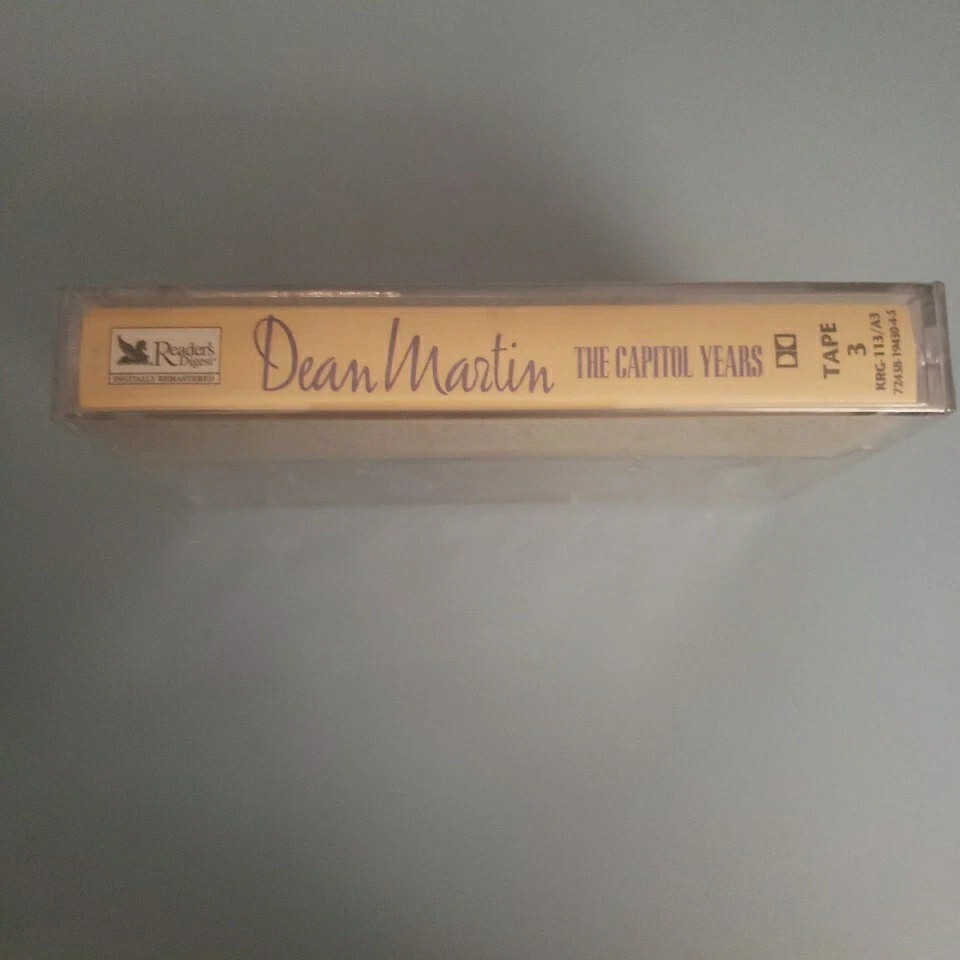 Reader's
Digest
DIGITALLY REMASTERED
Dean Martin
THE CAPITOL YEARS
TAPE
3
KRG-113/A3
72438-19430-4-5